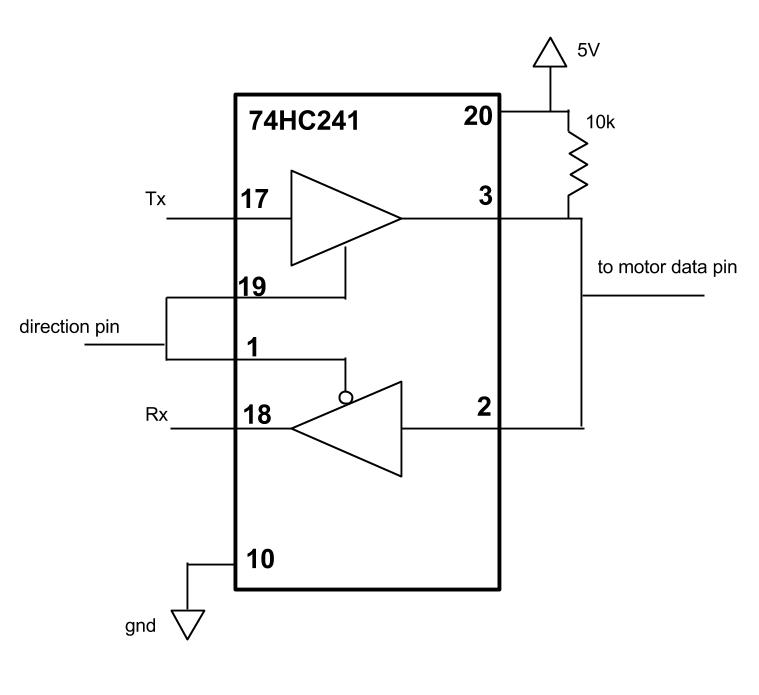 5V
74HC241
20
10k
Tx
17
3
19
to motor data pin
direction pin
1
Rx
18
2
10
gnd